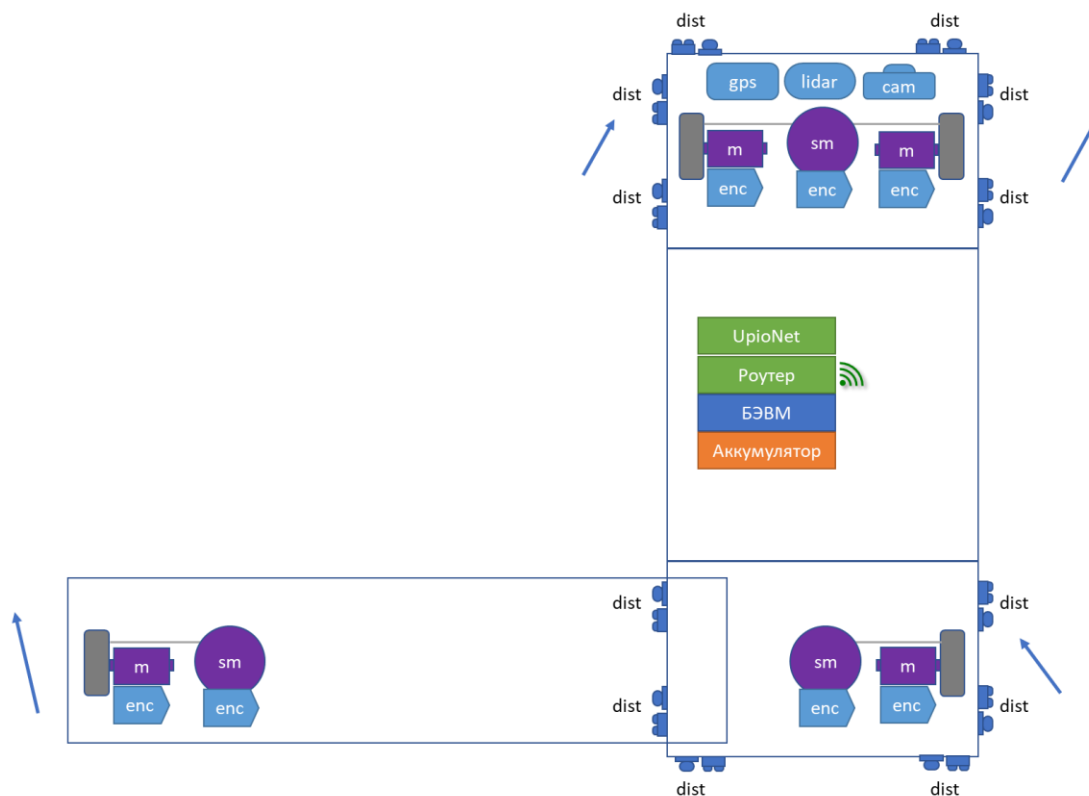 dist dist
gps lidar cam
dist dist
m sm m
enc enc enc
dist dist
UpioNet
Роутер
БЭВМ
Аккумулятор
dist dist
m sm sm m
enc enc enc enc
dist dist
dist dist